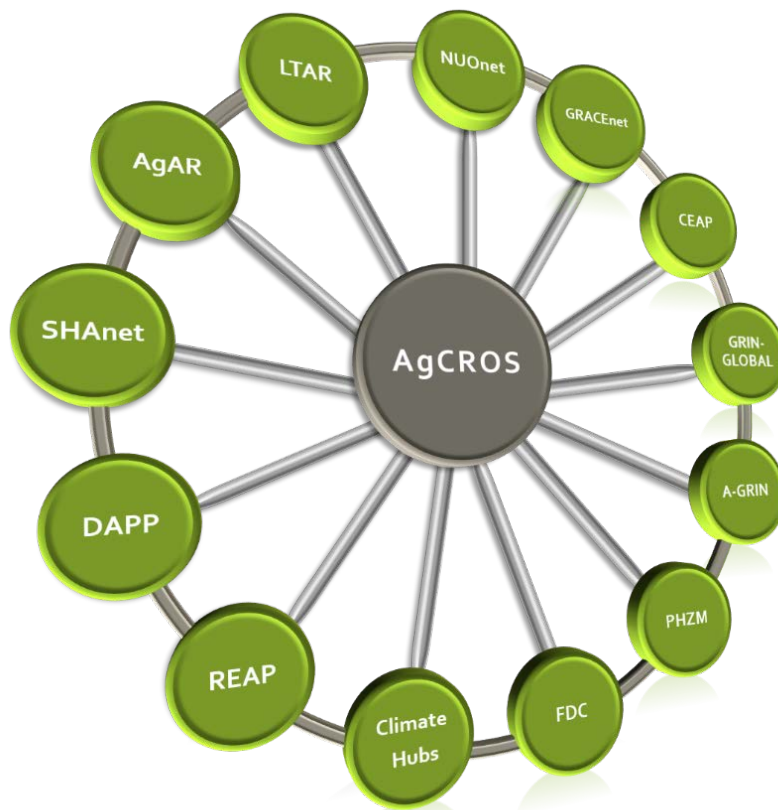 NUOnet
LTAR
GRACEnet
AgAR
CEAP
SHAnet
GRIN-
GLOBAL
AgCROS
A-GRIN
DAPP
PHZM
REAP
FDC
Climate
Hubs